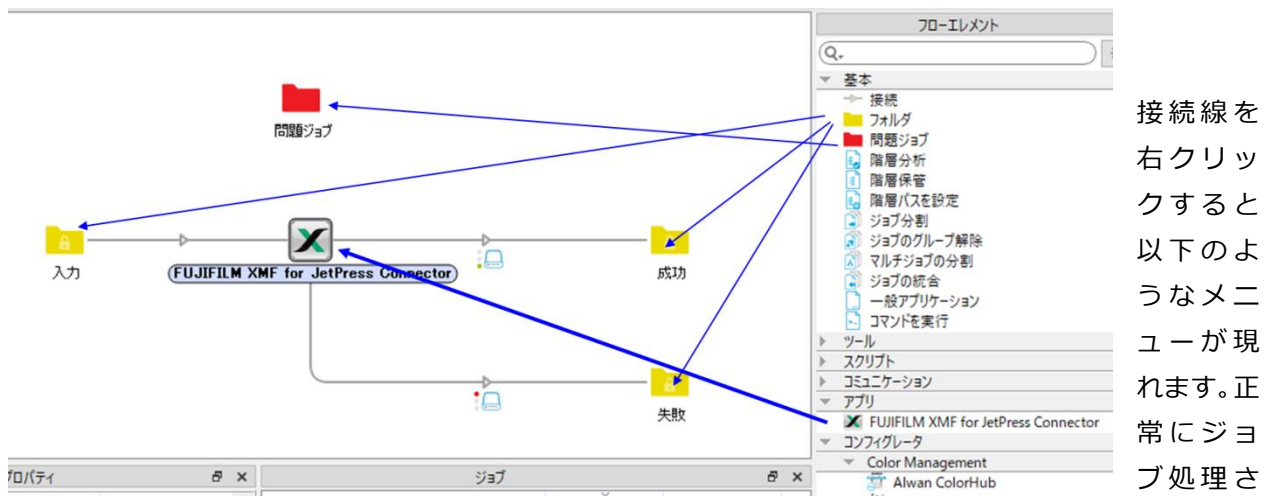 問題ジョブ
入力
FUJIFILM XMF for JetPress Connector
成功
失敗
プロパティ
ジョブ
フローエレメント
基本
接続
フォルダ
問題ジョブ
階層分析
階層保管
階層パスを設定
ジョブ分割
ジョブのグループ解除
マルチジョブの分割
ジョブの統合
一般アプリケーション
コマンドを実行
ツール
スクリプト
コミュニケーション
アプリ
FUJIFILM XMF for JetPress Connector
コンフィグレータ
Color Management
Alwan ColorHub
接続線を
右クリッ
クすると
以下のよ
うなメニ
ューが現
れます。正
常にジョ
ブ処理さ